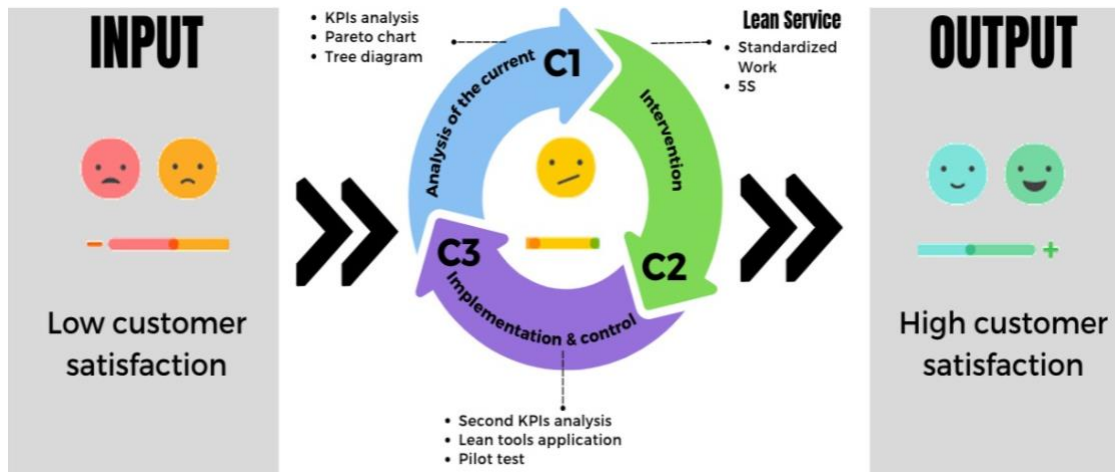 INPUT
Low customer
satisfaction
• KPIs analysis
• Pareto chart
• Tree diagram
C1
Analysis of the current
Lean Service
• Standardized
Work
• 5S
Intervention
C2
C3
Implementation & control
• Second KPIs analysis
• Lean tools application
• Pilot test
OUTPUT
High customer
satisfaction